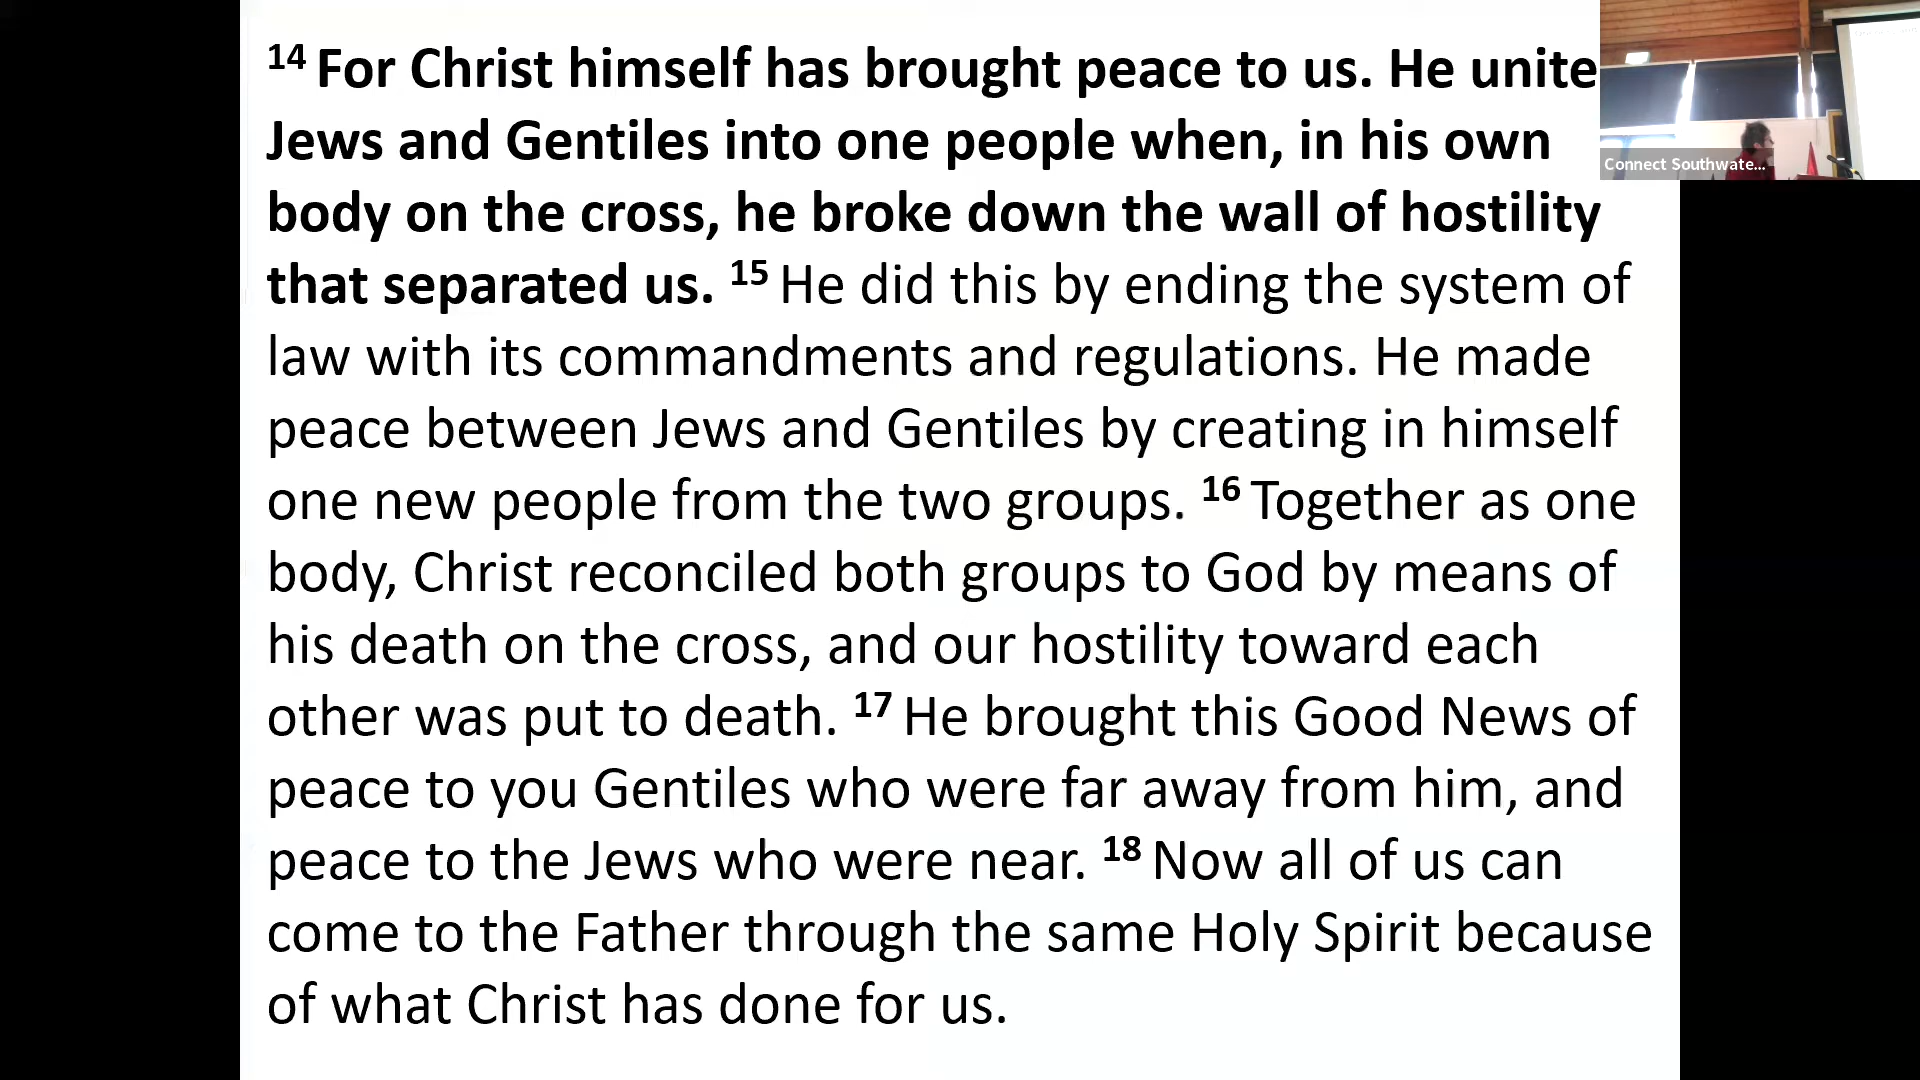 14 For Christ himself has brought peace to us. He unite
Jews and Gentiles into one people when, in his own
body on the cross, he broke down the wall of hostility
that separated us. 15 He did this by ending the system of
law with its commandments and regulations. He made
peace between Jews and Gentiles by creating in himself
one new people from the two groups. 16 Together as one
body, Christ reconciled both groups to God by means of
his death on the cross, and our hostility toward each
other was put to death. 17 He brought this Good News of
peace to you Gentiles who were far away from him, and
peace to the Jews who were near. 18 Now all of us can
come to the Father through the same Holy Spirit because
of what Christ has done for us.
Connect Southwate...